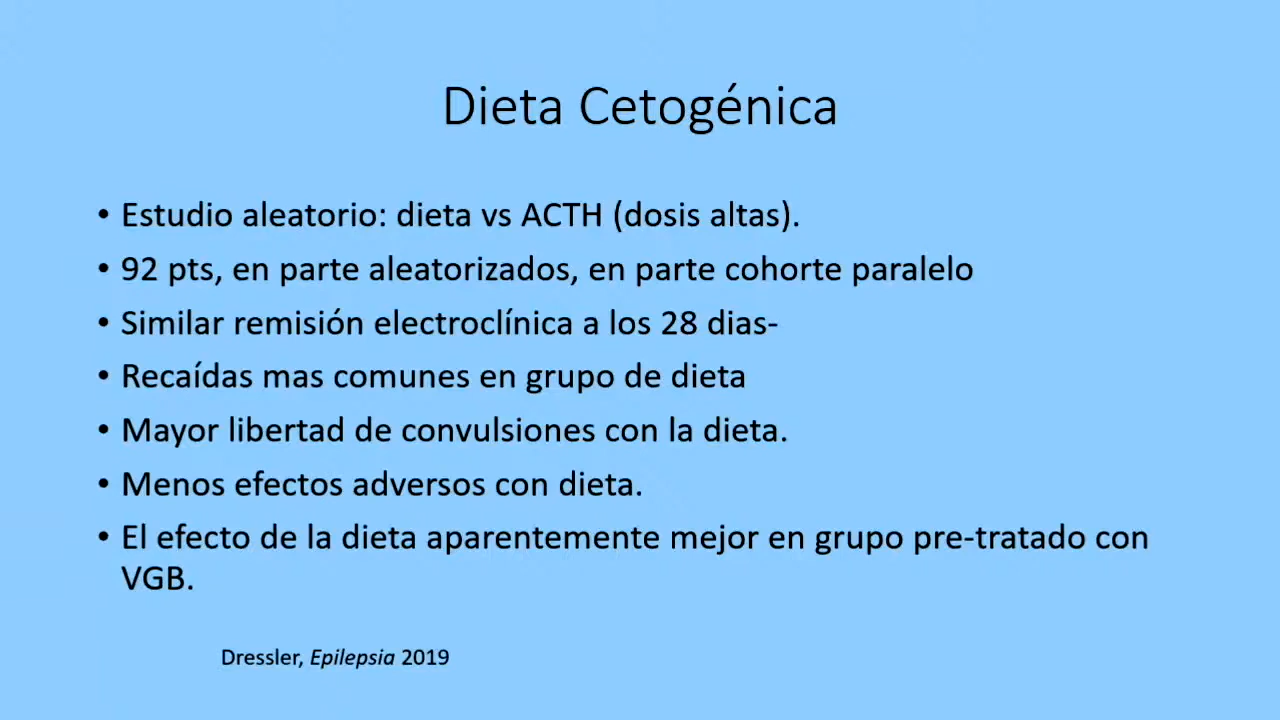 Dieta Cetogénica
• Estudio aleatorio: dieta vs ACTH (dosis altas).
• 92 pts, en parte aleatorizados, en parte cohorte paralelo
• Similar remisión electroclínica a los 28 dias-
• Recaídas mas comunes en grupo de dieta
• Mayor libertad de convulsiones con la dieta.
• Menos efectos adversos con dieta.
• El efecto de la dieta aparentemente mejor en grupo pre-tratado con
VGB.
Dressler, Epilepsia 2019